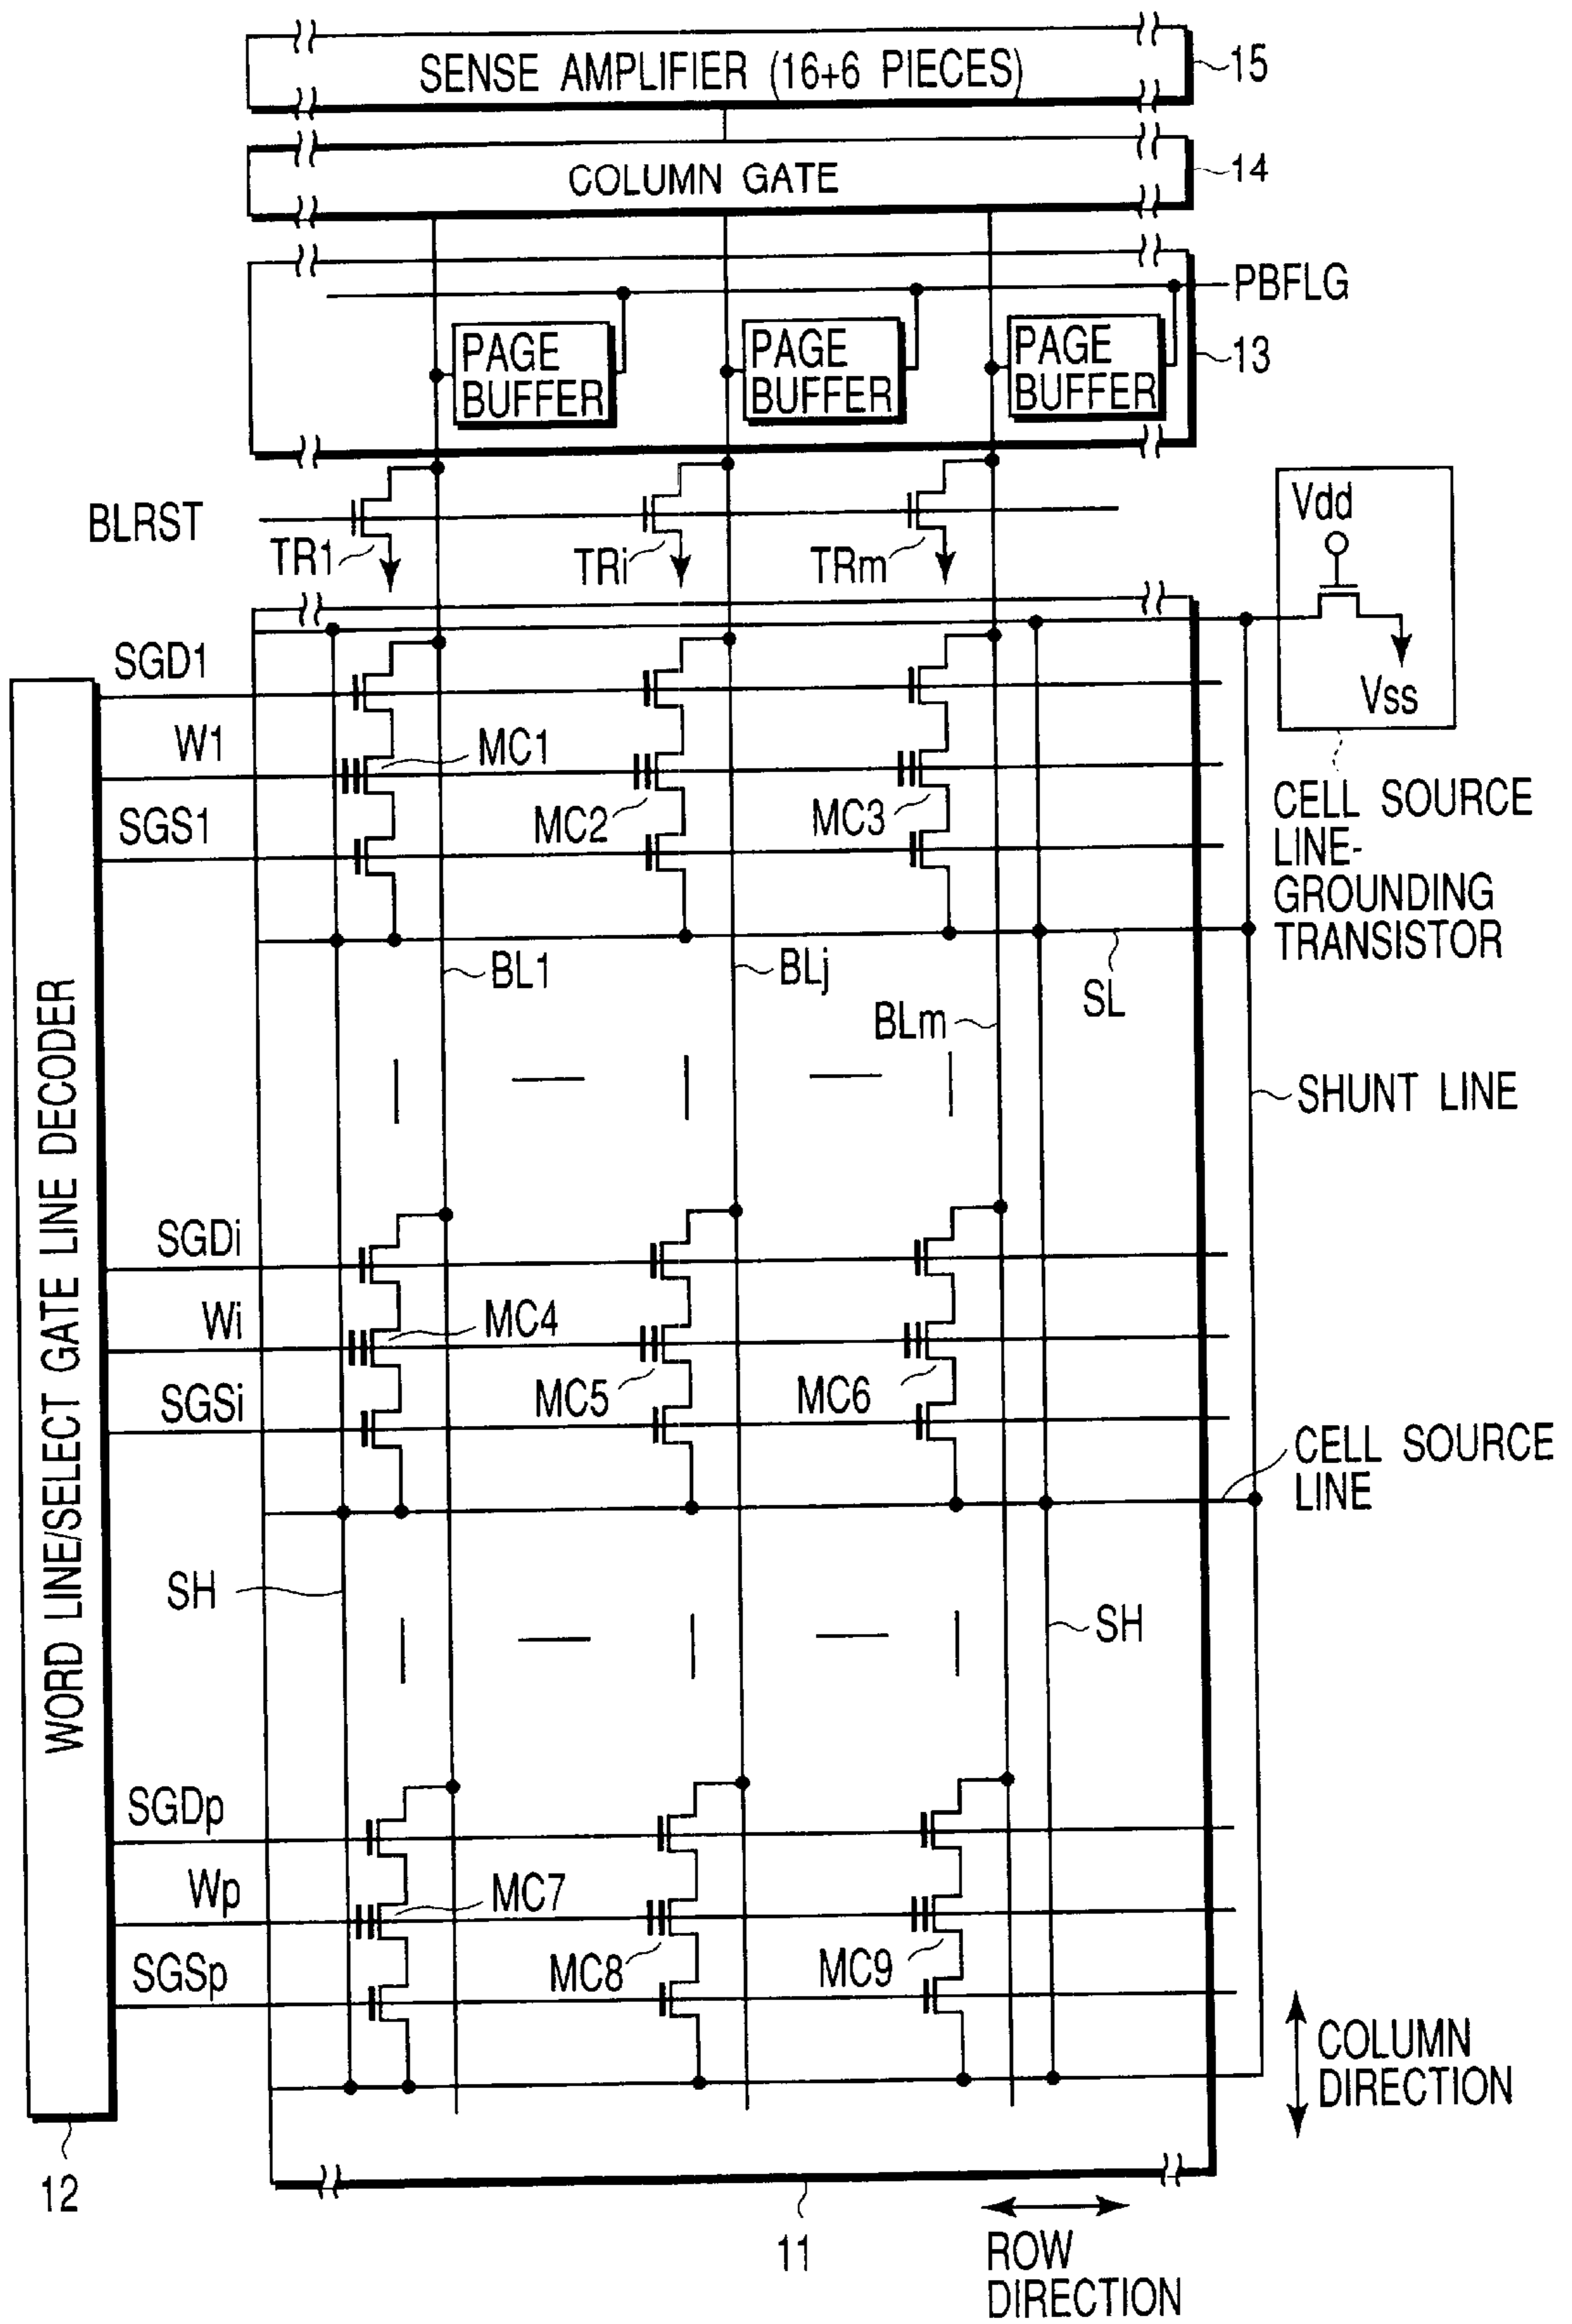 SENSE AMPLIFIER (16+6 PIECES)
15
COLUMN GATE
14
PBFLG
PAGE
BUFFER
PAGE
BUFFER
PAGE
BUFFER
13
BLRST
TR1
TRi
TRm
Vdd
Vss
SGD1
W1
MC1
SGS1
MC2
MC3
CELL SOURCE
LINE-
GROUNDING
TRANSISTOR
BL1
BLj
BLm
SL
SHUNT LINE
WORD LINE/SELECT GATE LINE DECODER
SGDi
Wi
MC4
SGSi
MC5
MC6
CELL SOURCE
LINE
SH
SH
SGDp
Wp
MC7
SGSp
MC8
MC9
COLUMN
DIRECTION
12
11
ROW
DIRECTION